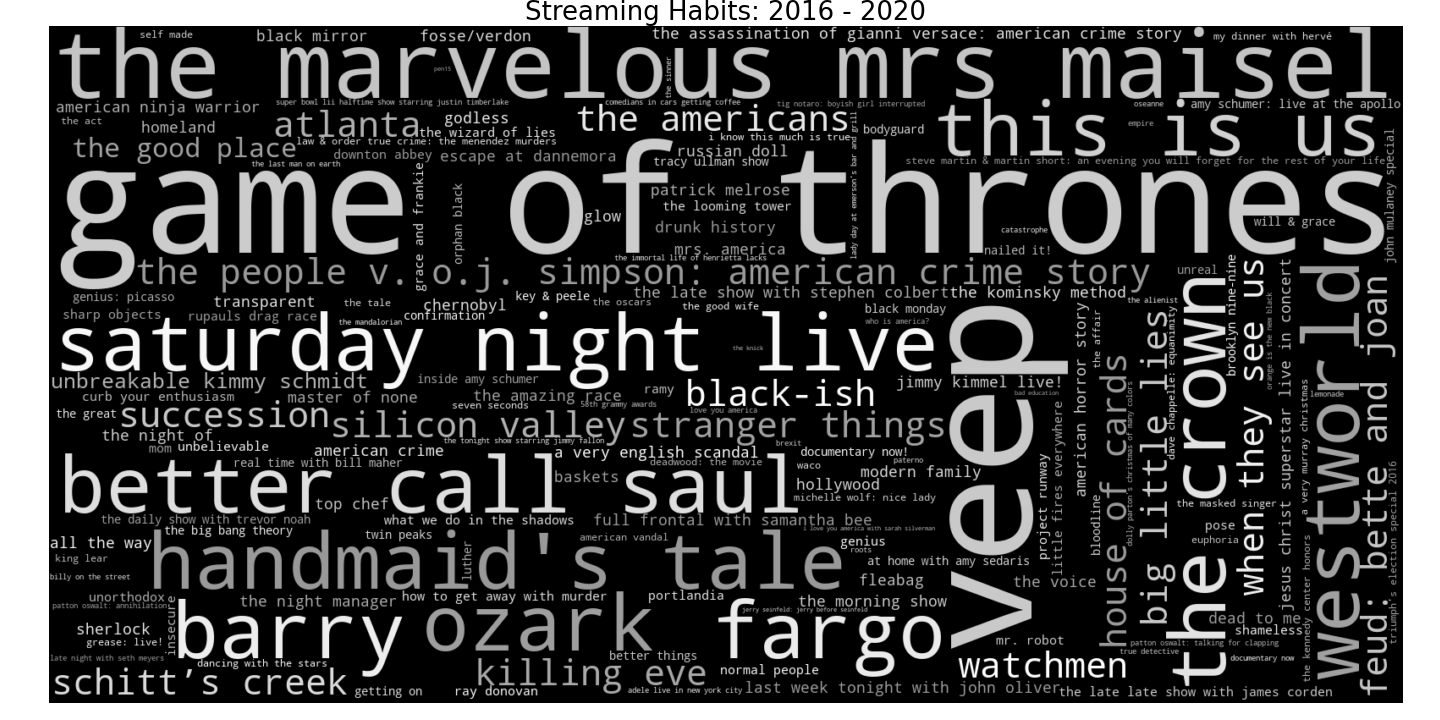 Streaming Habits: 2016 - 2020
self made
black mirror
fosse/verdon
the assassination of gianni versace: american crime story
my dinner with hervé
the marvelous mrs maisel
pen15
the sinner
super bowl lii halftime show starring justin timberlake
comedians in cars getting coffee
tig notaro: boyish girl interrupted
oseanne
amy schumer: live at the apollo
american ninja warrior
the act
homeland
atlanta
godless
the wizard of lies
the americans
bodyguard
this is us
empire
law & order true crime: the menendez murders
i know this much is true
the good place
the last man on earth
downton abbey
escape at dannemora
russian doll
tracy ullman show
steve martin & martin short: an evening you will forget for the rest of your life
john mulaney special
game of thrones
grace and frankie
orphan black
glow
patrick melrose
the looming tower
drunk history
mrs. america
lady day at emerson's bar and grill
catastrophe
nailed it!
will & grace
the immortal life of henrietta lacks
the people v. o.j. simpson: american crime story
unreal
genius: picasso
transparent
the tale
chernobyl
key & peele
the oscars
the late show with stephen colbert
the kominsky method
the alienist
sharp objects
rupauls drag race
the mandalorian
confirmation
the good wife
black monday
who is america?
saturday night live
the knick
veep
american horror story
the affair
brooklyn nine-nine
orange is the new black
unbreakable kimmy schmidt
inside amy schumer
jimmy kimmel live!
bad education
curb your enthusiasm
master of none
the amazing race
ramy
black-ish
seven seconds
58th grammy awards
love you america
the great
succession
silicon valley
stranger things
the night of
mom
unbelievable
the tonight show starring jimmy fallon
brexit
american crime
a very english scandal
documentary now!
real time with bill maher
deadwood: the movie
waco
paterno
modern family
better call saul
baskets
hollywood
michelle wolf: nice lady
top chef
the daily show with trevor noah
what we do in the shadows
full frontal with samantha bee
the big bang theory
twin peaks
american vandal
i love you america with sarah silverman
all the way
king lear
billy on the street
handmaid's tale
luther
genius
roots
at home with amy sedaris
fleabag
the voice
project runway
little fires everywhere
bloodline
house of cards
dolly parton's christmas of many colors
big little lies
dave chappelle: equanimity
the crown
the masked singer
pose
euphoria
when they see us
jesus christ superstar live in concert
a very murray christmas
the kennedy center honors
lemonade
westworld
feud: bette and joan
triumph's election special 2016
unorthodox
patton oswalt: annihilation
the night manager
how to get away with murder
portlandia
jerry seinfeld: jerry before seinfeld
the morning show
sherlock
grease: live!
insecure
barry
ozark
fargo
mr. robot
dead to me
shameless
late night with seth meyers
dancing with the stars
better things
patton oswalt: talking for clapping
true detective
documentary now
schitt’s creek
getting on
ray donovan
killing eve
normal people
watchmen
adele live in new york city
last week tonight with john oliver
the late late show with james corden